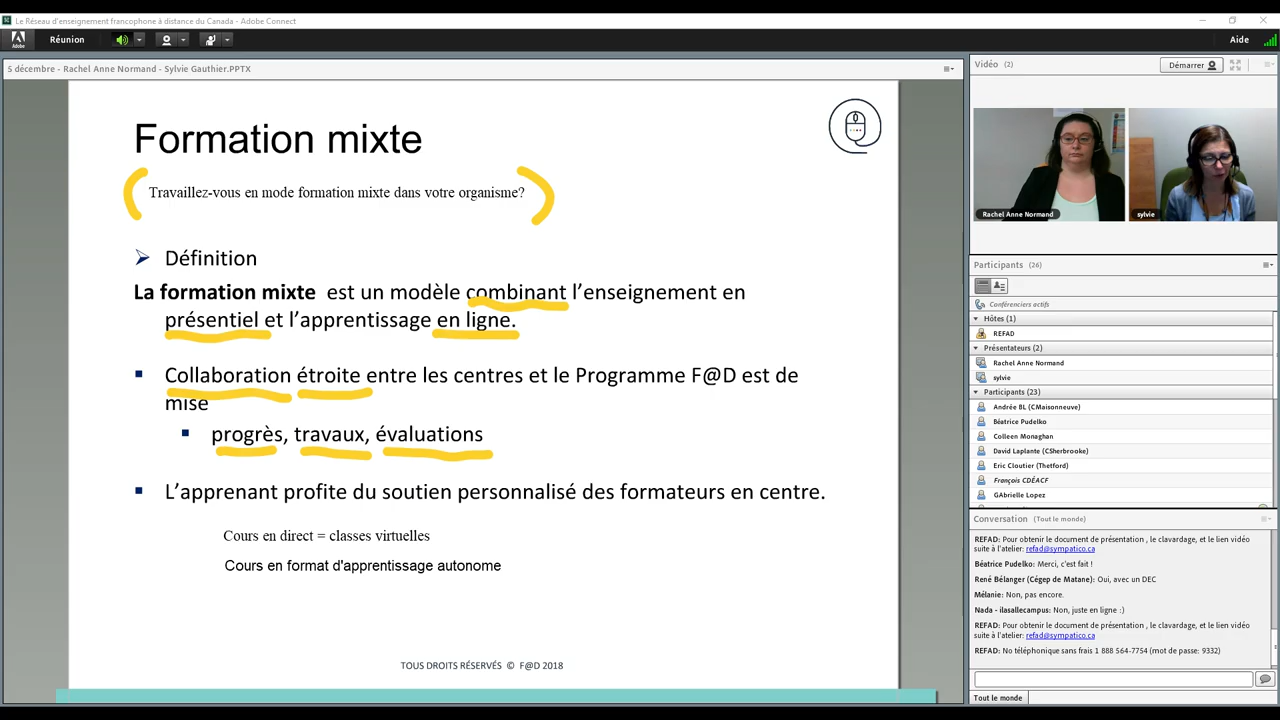 Le Réseau d'enseignement francophone à distance du Canada - Adobe Connect
Adobe
Réunion
Aide
5 décembre - Rachel Anne Normand - Sylvie Gauthier.PPTX
Formation mixte
Travaillez-vous en mode formation mixte dans votre organisme?
Définition
La formation mixte est un modèle combinant l'enseignement en
présentiel et l'apprentissage en ligne.
Collaboration étroite entre les centres et le Programme F@D est de
mise
progrès, travaux, évaluations
L'apprenant profite du soutien personnalisé des formateurs en centre.
Cours en direct = classes virtuelles
Cours en format d'apprentissage autonome
TOUS DROITS RÉSERVÉS © F@D 2018
Vidéo (2)
Démarrer
Rachel Anne Normand
sylvie
Participants (26)
Conférenciers actifs
Hôtes (1)
REFAD
Présentateurs (2)
Rachel Anne Normand
sylvie
Participants (23)
Andrée BL (CMaisonneuve)
Béatrice Pudelko
Colleen Monaghan
David Laplante (CSherbrooke)
Eric Cloutier (Thetford)
François CDÉACF
GAbrielle Lopez
Conversation (Tout le monde)
REFAD: Pour obtenir le document de présentation , le clavardage, et le lien vidéo
suite à l'atelier: refad@sympatico.ca
Béatrice Pudelko: Merci, c'est fait !
René Bélanger (Cégep de Matane): Oui, avec un DEC
Mélanie: Non, pas encore.
Nada - ilasallecampus: Non, juste en ligne :)
REFAD: Pour obtenir le document de présentation , le clavardage, et le lien vidéo
suite à l'atelier: refad@sympatico.ca
REFAD: No téléphonique sans frais 1 888 564-7754 (mot de passe: 9332)
Tout le monde